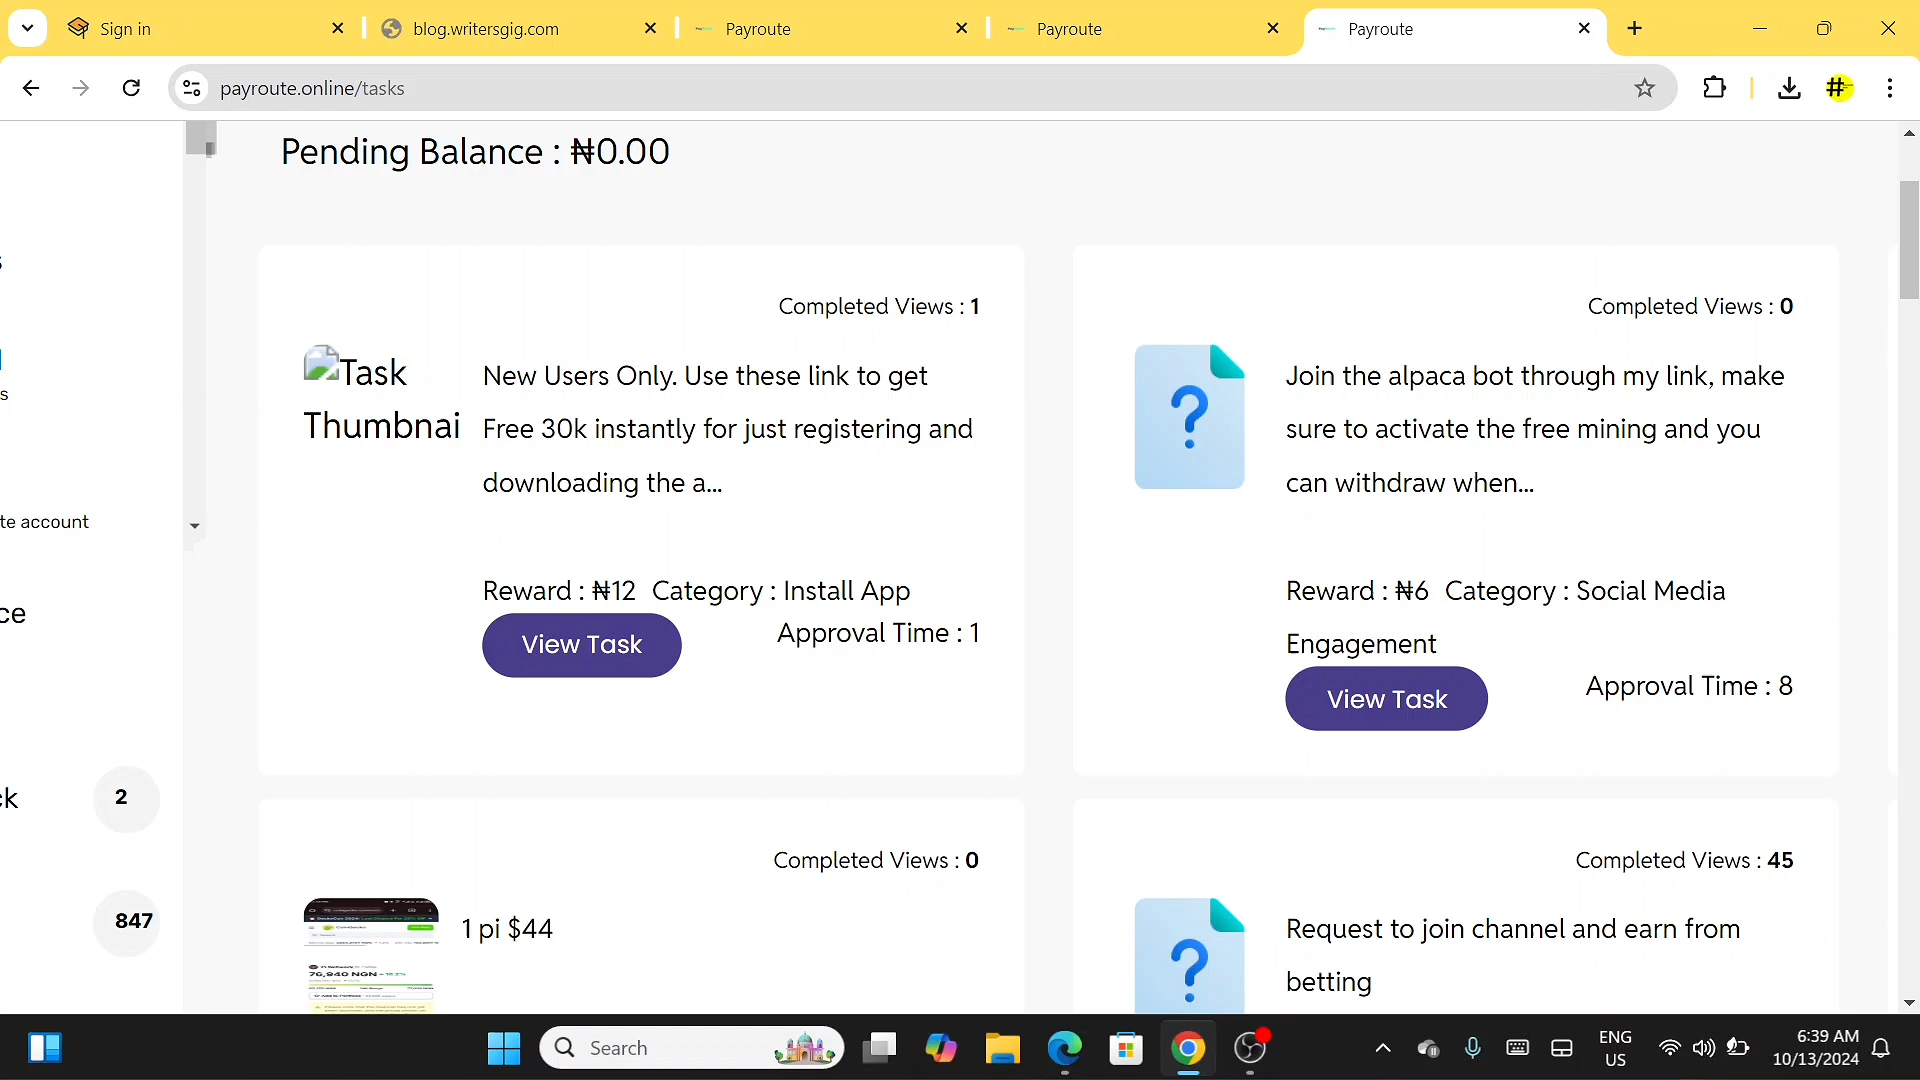 Sign in
blog.writersgig.com
Payroute
Payroute
Payroute
payroute.online/tasks
Pending Balance : ₦0.00
Completed Views : 1
Task
Thumbnai
New Users Only. Use these link to get
Free 30k instantly for just registering and
downloading the a...
Reward : ₦12 Category : Install App
View Task
Approval Time : 1
Completed Views : 0
Join the alpaca bot through my link, make
sure to activate the free mining and you
can withdraw when...
Reward : ₦6 Category : Social Media
Engagement
View Task
Approval Time : 8
te account
ce
ck
2
847
Completed Views : 0
1 pi $44
76,940 NGN
Completed Views : 45
Request to join channel and earn from
betting
Search
ENG
US
6:39 AM
10/13/2024